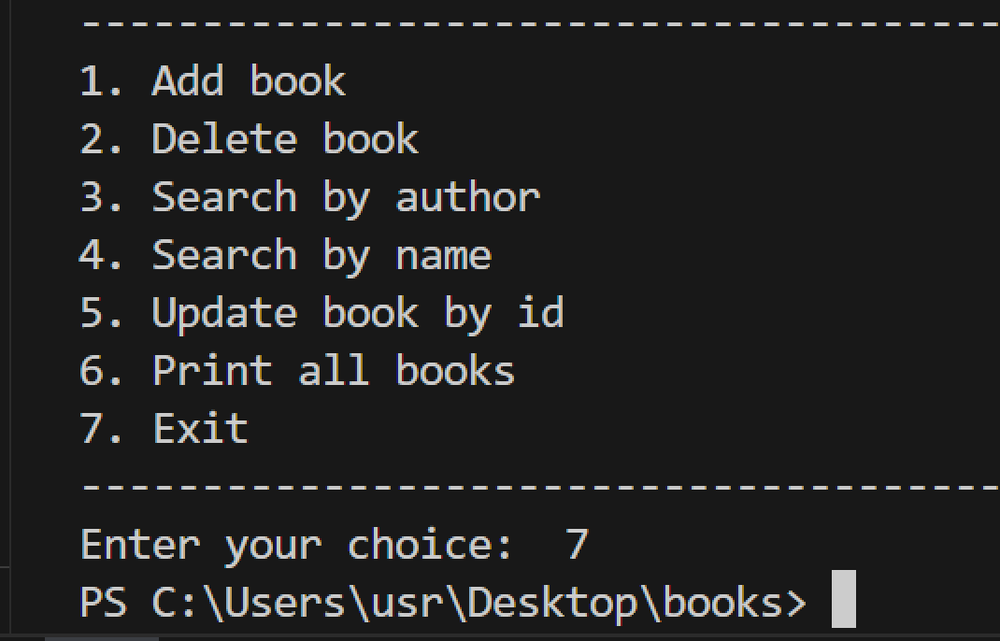 --------------------------------------
1. Add book
2. Delete book
3. Search by author
4. Search by name
5. Update book by id
6. Print all books
7. Exit
--------------------------------------
Enter your choice:  7
PS C:\Users\usr\Desktop\books>